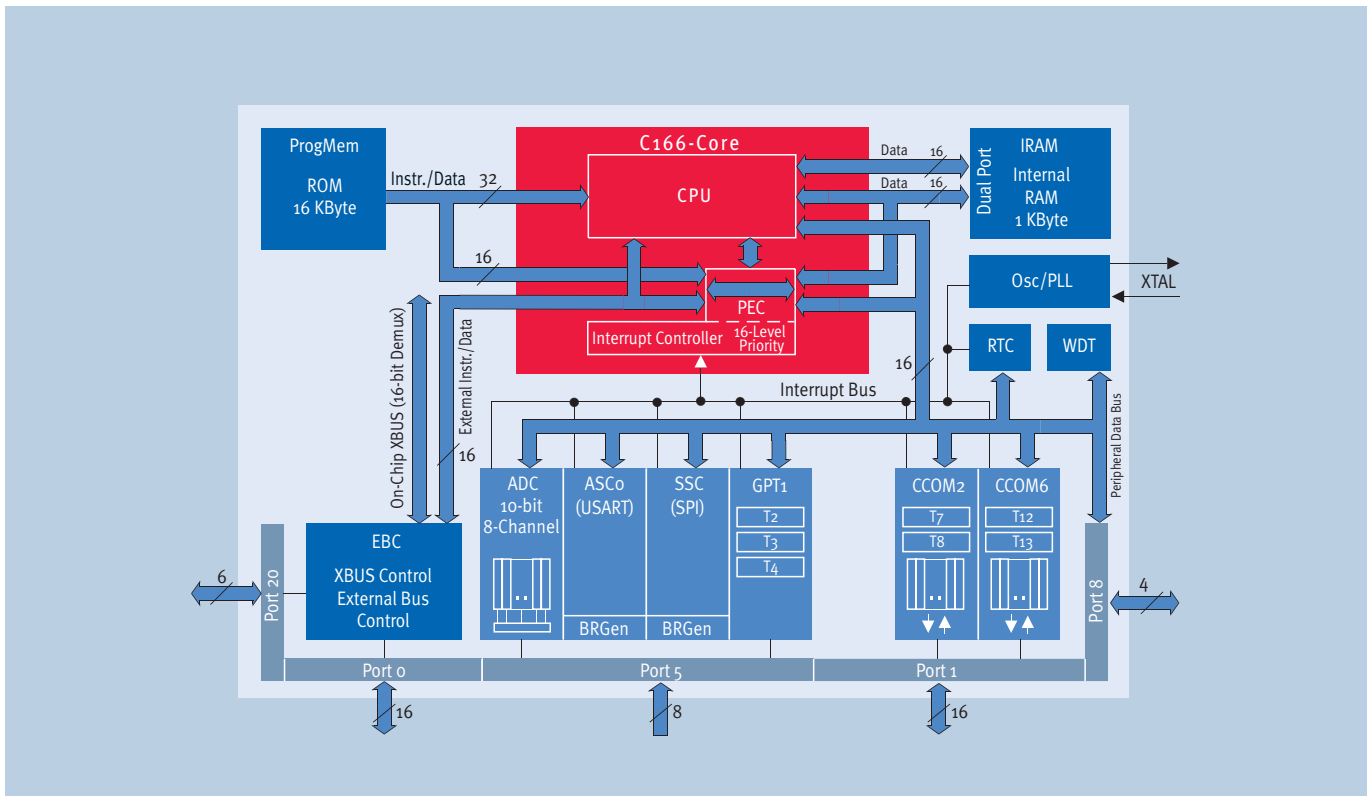 C166-Core
ProgMem
ROM
16 KByte
Instr./Data
32
16
CPU
PEC
Interrupt Controller
16-Level
Priority
Data
16
Data
16
Dual Port
IRAM
Internal
RAM
1 KByte
Osc/PLL
XTAL
RTC
WDT
16
Interrupt Bus
Peripheral Data Bus
On-Chip XBUS (16-bit Demux)
External Instr./Data
16
EBC
XBUS Control
External Bus
Control
ADC
10-bit
8-Channel
ASC0
(USART)
BRGen
SSC
(SPI)
BRGen
GPT1
T2
T3
T4
CCOM2
T7
T8
CCOM6
T12
T13
6
Port 20
Port 8
4
Port 0
Port 5
Port 1
16
8
16